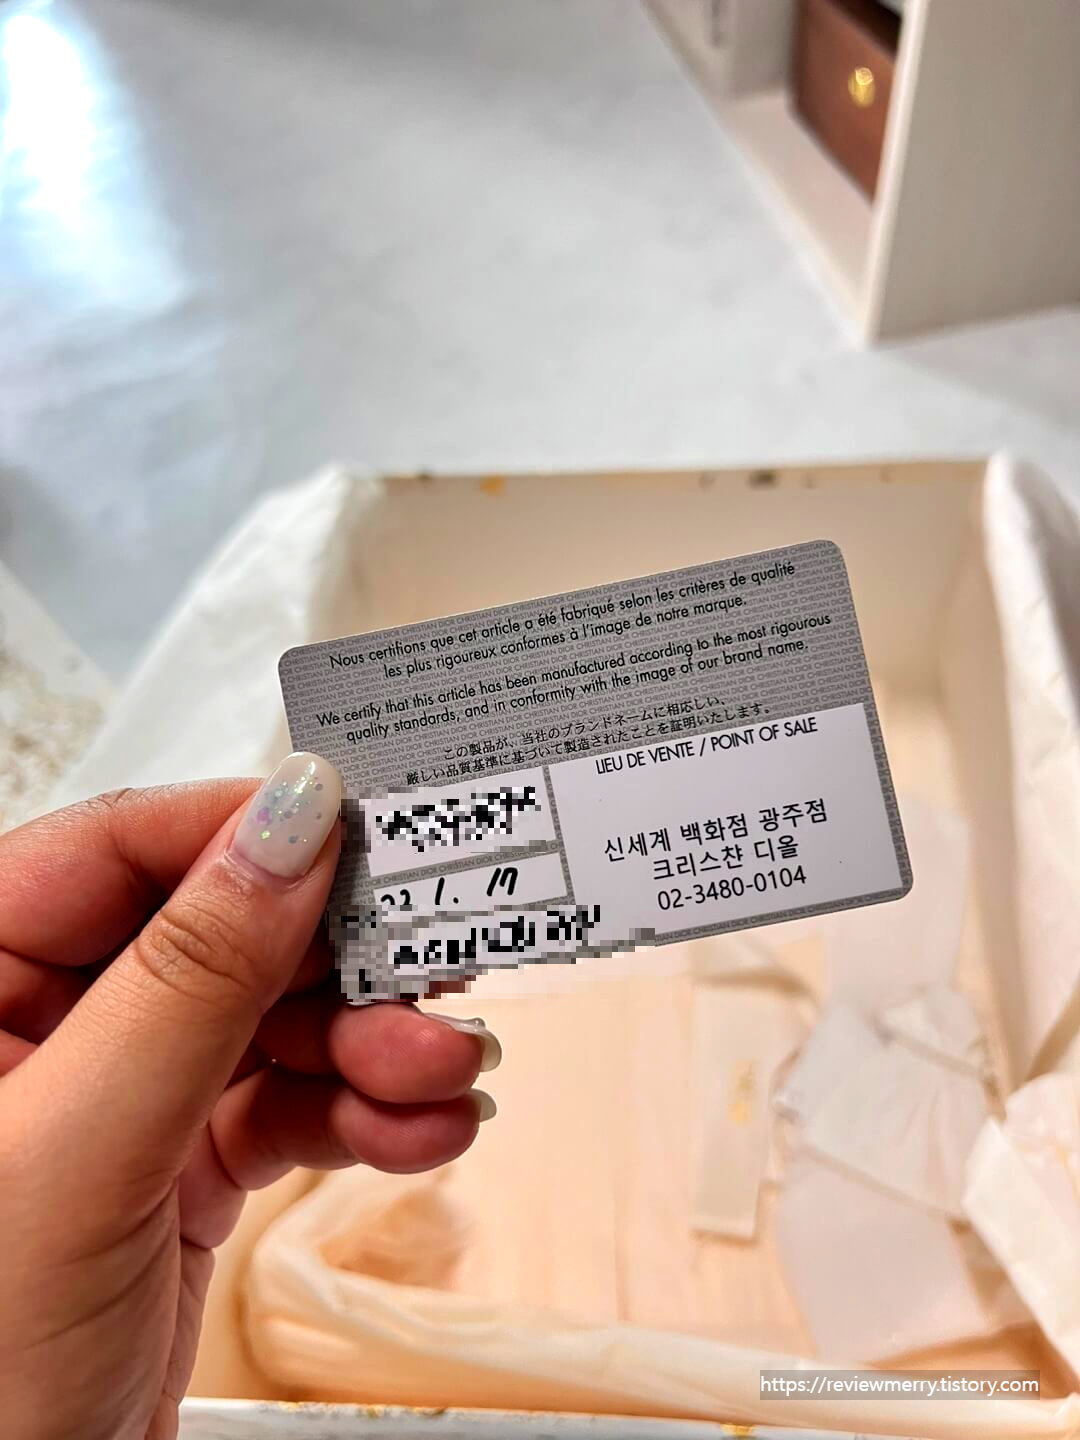 Nous certifions que cet article a été fabriqué selon les critères de qualité
les plus rigoureux conformes à l'image de notre marque.
We certify that this article has been manufactured according to the most rigourous
quality standards, and in conformity with the image of our brand name.
この製品が、当社のブランドネームに相応しい、
厳しい品質基準に基づいて製造されたことを証明いたします。
LIEU DE VENTE / POINT OF SALE
신세계 백화점 광주점
크리스챤 디올
02-3480-0104
1. 17
https://reviewmerry.tistory.com